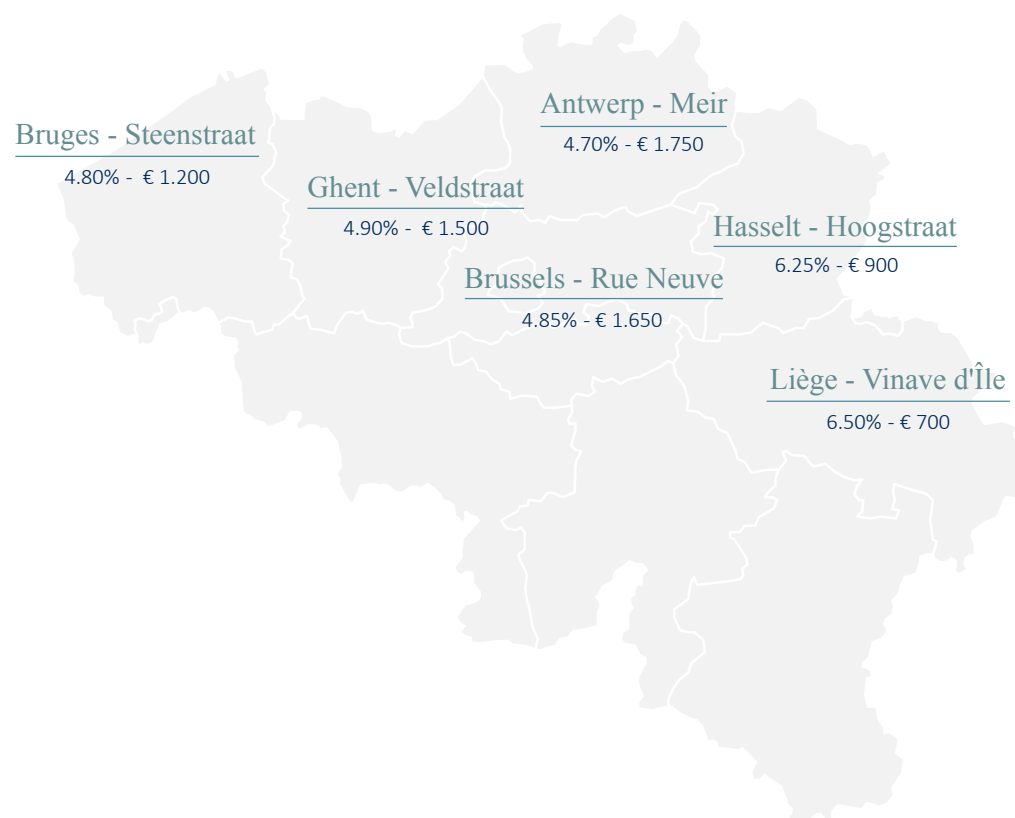 Antwerp - Meir
4.70% - € 1.750
Bruges - Steenstraat
4.80% - € 1.200
Ghent - Veldstraat
4.90% - € 1.500
Hasselt - Hoogstraat
6.25% - € 900
Brussels - Rue Neuve
4.85% - € 1.650
Liège - Vinave d'Île
6.50% - € 700